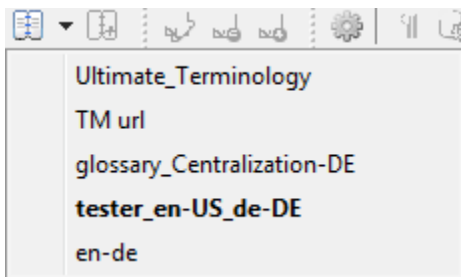 Ultimate_Terminology
TM url
glossary_Centralization-DE
tester_en-US_de-DE
en-de